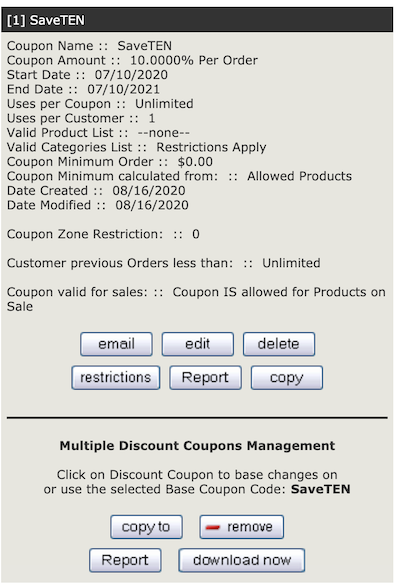 [1] SaveTEN
Coupon Name :: SaveTEN
Coupon Amount :: 10.0000% Per Order
Start Date :: 07/10/2020
End Date :: 07/10/2021
Uses per Coupon :: Unlimited
Uses per Customer :: 1
Valid Product List :: --none--
Valid Categories List :: Restrictions Apply
Coupon Minimum Order :: $0.00
Coupon Minimum calculated from: :: Allowed Products
Date Created :: 08/16/2020
Date Modified :: 08/16/2020
Coupon Zone Restriction: :: 0
Customer previous Orders less than: :: Unlimited
Coupon valid for sales: :: Coupon IS allowed for Products on
Sale
email edit delete
restrictions Report copy
Multiple Discount Coupons Management
Click on Discount Coupon to base changes on
or use the selected Base Coupon Code: SaveTEN
copy to remove
Report download now